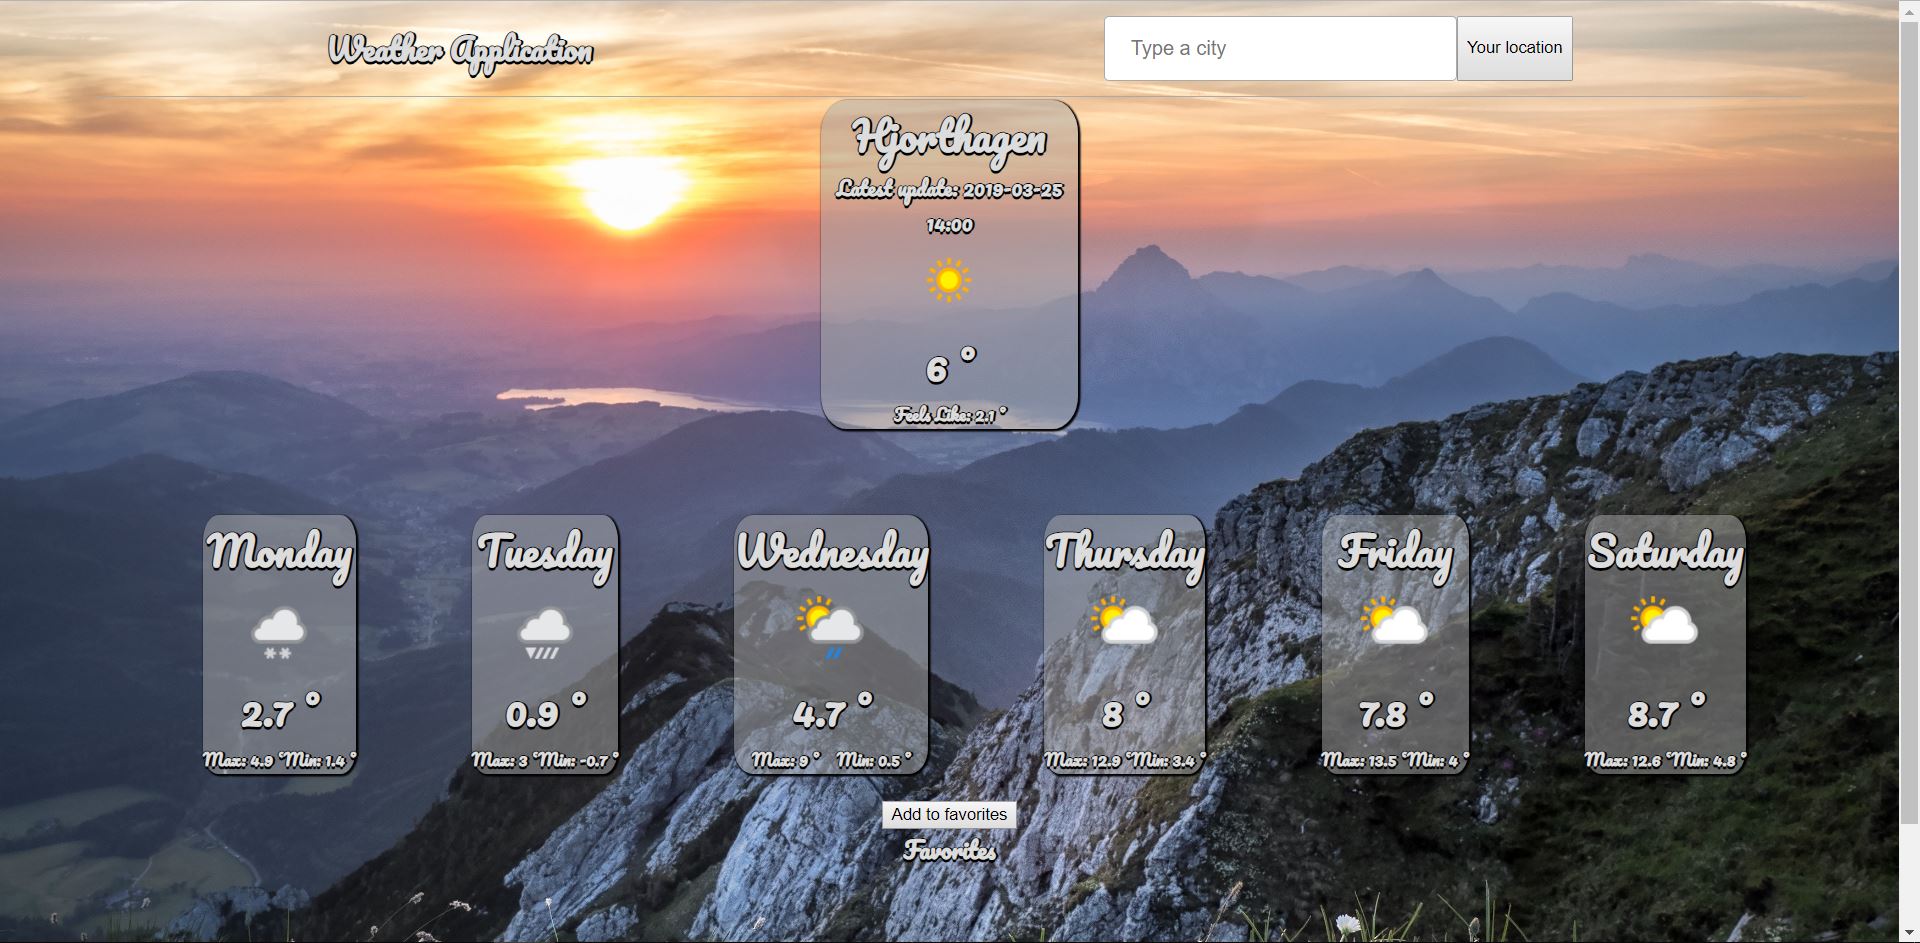 Weather Application
Type a city
Your location
Hjorthagen
Latest update: 2019-03-25
14:00
6 °
Feels Like: 2.1 °
Monday
2.7 °
Max: 4.9 °Min: 1.4 °
Tuesday
0.9 °
Max: 3 °Min: -0.7 °
Wednesday
4.7 °
Max: 9 ° Min: 0.5 °
Thursday
8 °
Max: 12.9 °Min: 3.4 °
Friday
7.8 °
Max: 13.5 °Min: 4 °
Saturday
8.7 °
Max: 12.6 °Min: 4.8 °
Add to favorites
Favorites